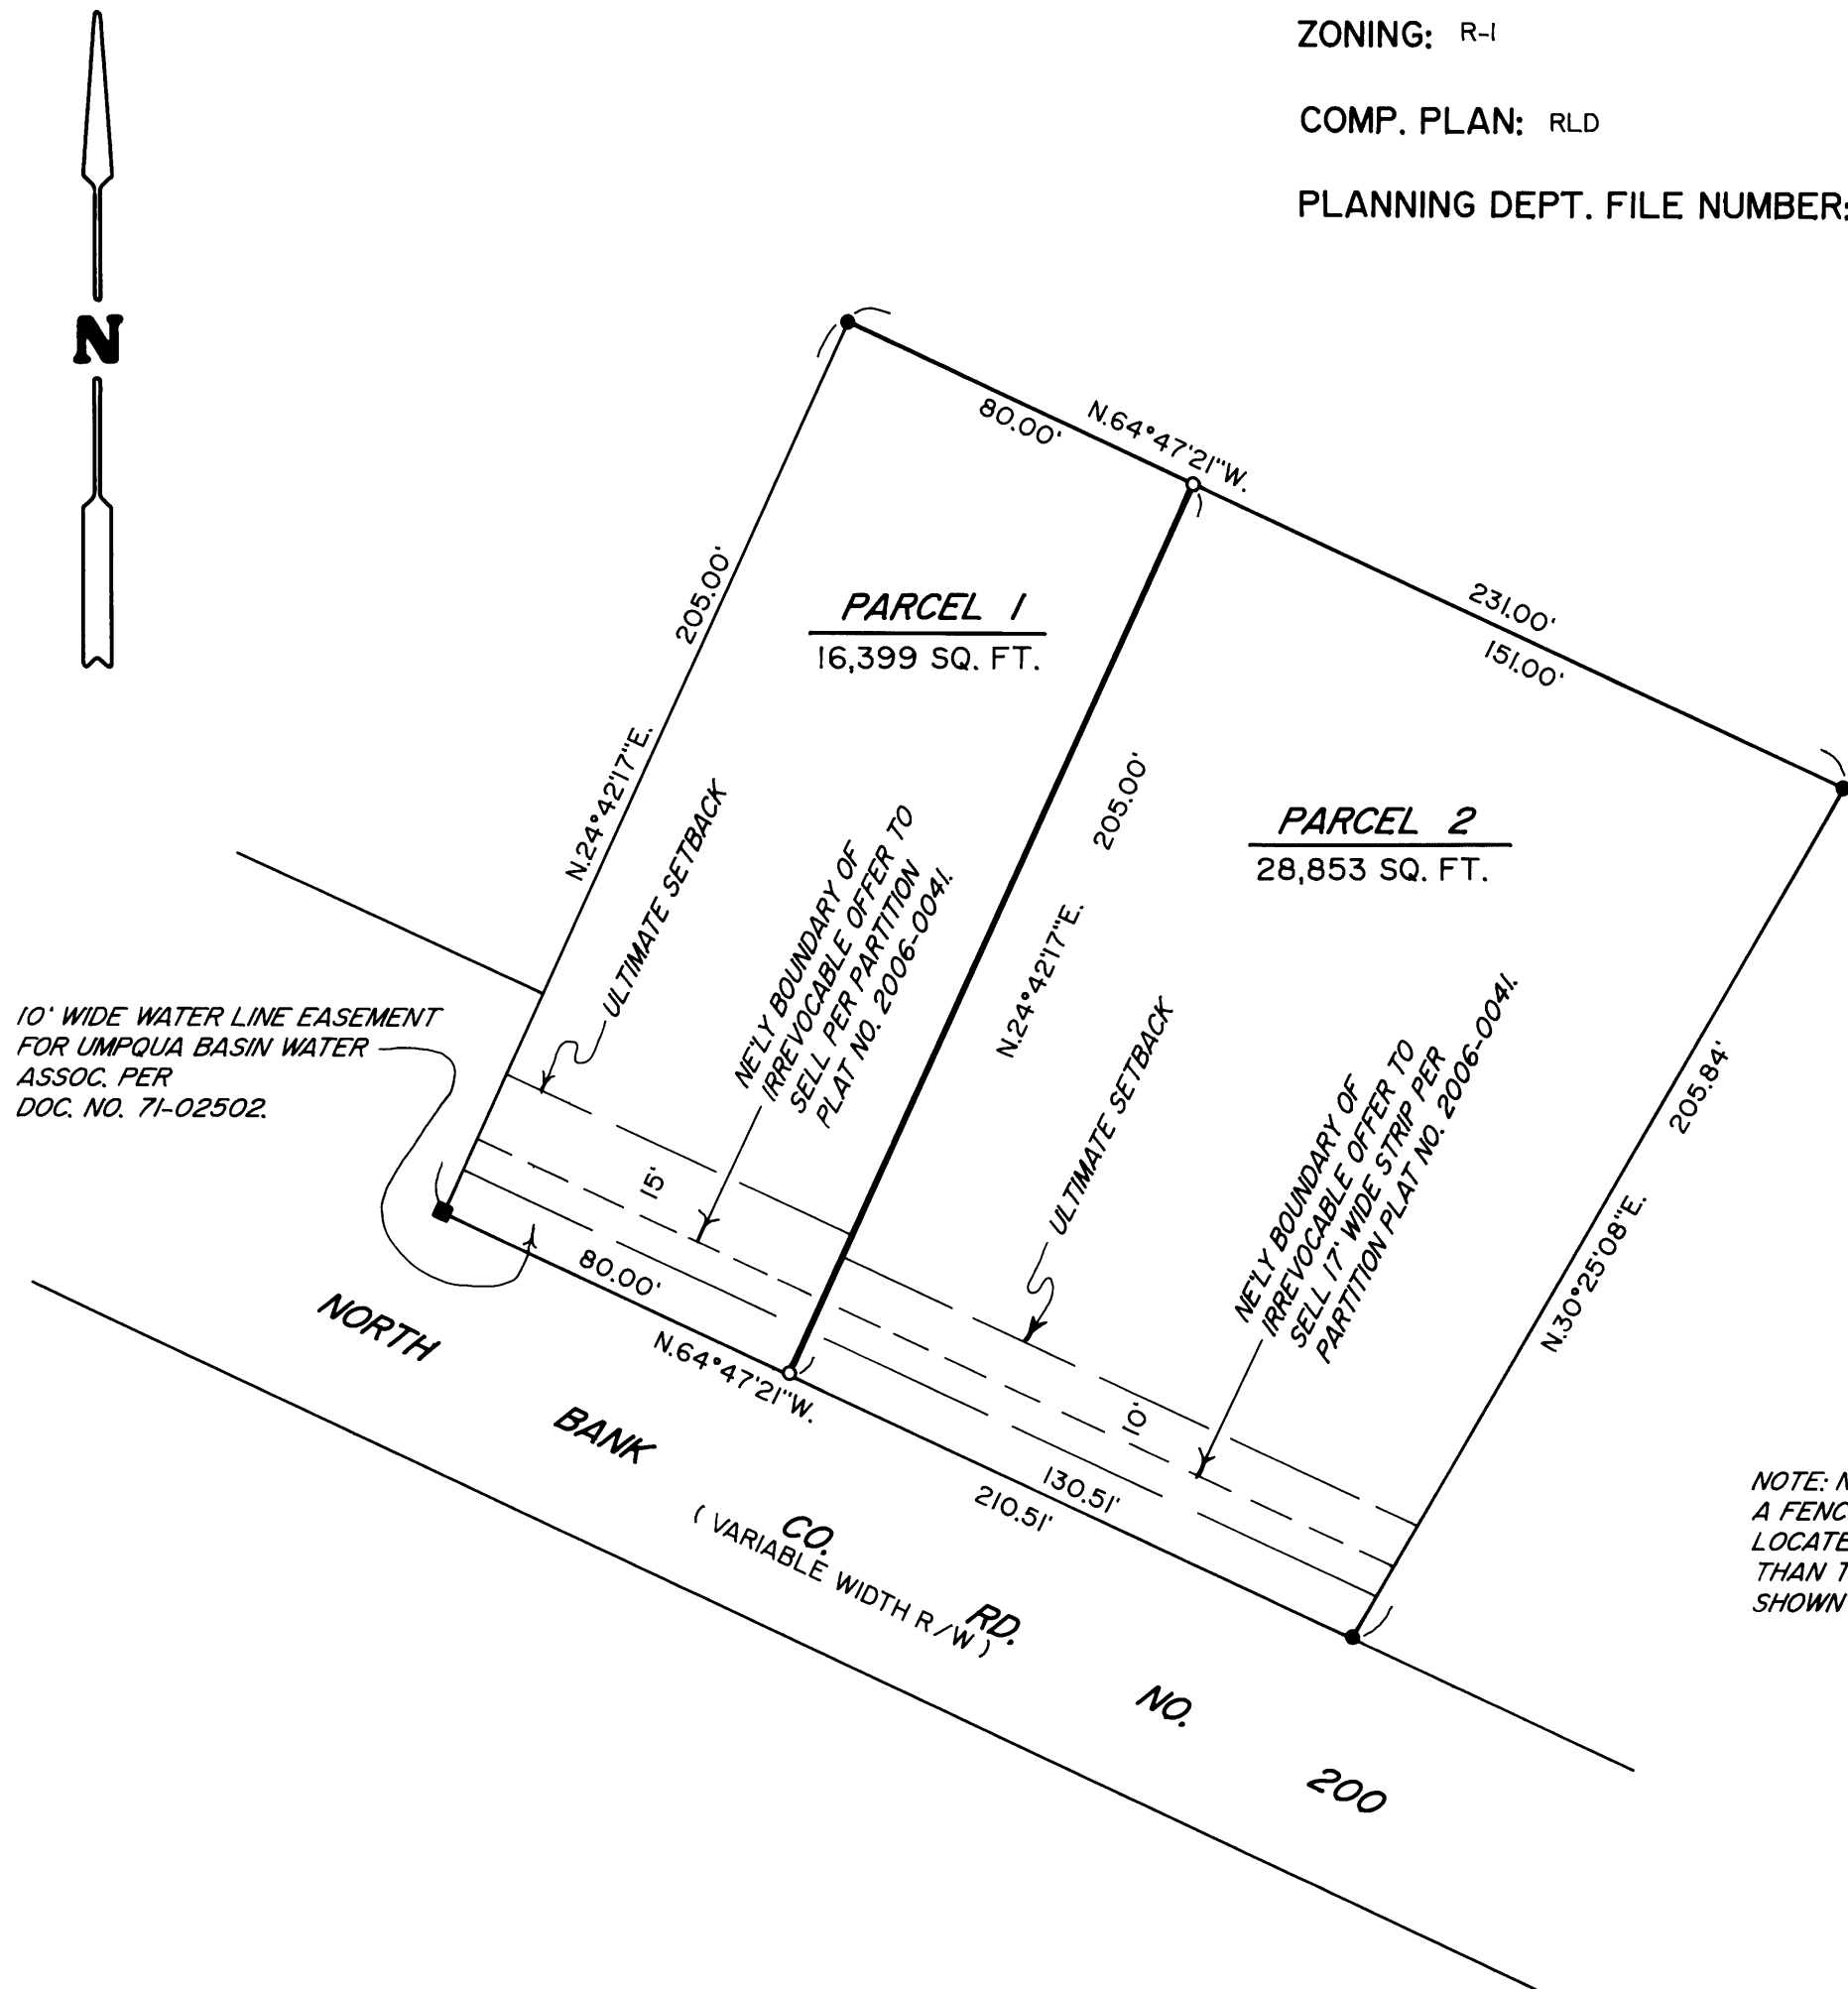 ZONING: R-1
COMP. PLAN: RLD
PLANNING DEPT. FILE NUMBER:
N
80.00'
N.64°47'21"W.
231.00'
151.00'
205.00'
N.24°42'17"E.
PARCEL 1
16,399 SQ. FT.
205.00'
N.24°42'17"E.
PARCEL 2
28,853 SQ. FT.
205.84'
N.30°25'08"E.
ULTIMATE SETBACK
NE'LY BOUNDARY OF
IRREVOCABLE OFFER TO
SELL PER PARTITION
PLAT NO. 2006-0041.
10' WIDE WATER LINE EASEMENT
FOR UMPQUA BASIN WATER
ASSOC. PER
DOC. NO. 71-02502.
ULTIMATE SETBACK
NE'LY BOUNDARY OF
IRREVOCABLE OFFER TO
SELL 17' WIDE STRIP PER
PARTITION PLAT NO. 2006-0041.
15'
10'
80.00'
N.64°47'21"W.
130.51'
210.51'
NORTH BANK CO. RD. NO. 200
( VARIABLE WIDTH R/W )
NOTE: N
A FENC
LOCATE
THAN T
SHOWN